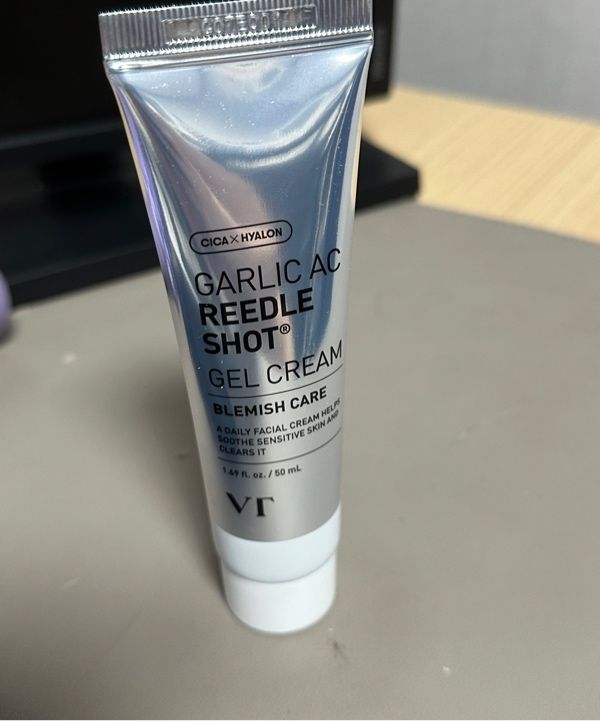 CICA×HYALON
GARLIC AC
REEDLE
SHOT®
GEL CREAM
BLEMISH CARE
A DAILY FACIAL CREAM HELPS
SOOTHE SENSITIVE SKIN AND
CLEARS IT
1.69 fl. oz. / 50 mL
VT